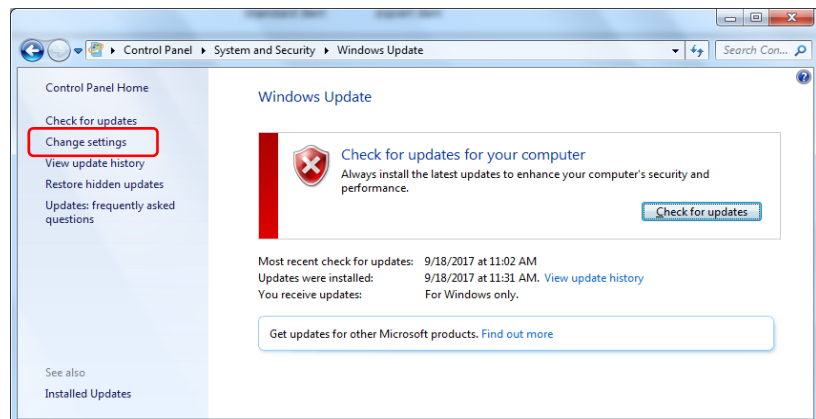 Control Panel ▸ System and Security ▸ Windows Update
Search Con...
Control Panel Home
Check for updates
Change settings
View update history
Restore hidden updates
Updates: frequently asked
questions
See also
Installed Updates
Windows Update
Check for updates for your computer
Always install the latest updates to enhance your computer's security and
performance.
Check for updates
Most recent check for updates: 9/18/2017 at 11:02 AM
Updates were installed: 9/18/2017 at 11:31 AM. View update history
You receive updates: For Windows only.
Get updates for other Microsoft products. Find out more